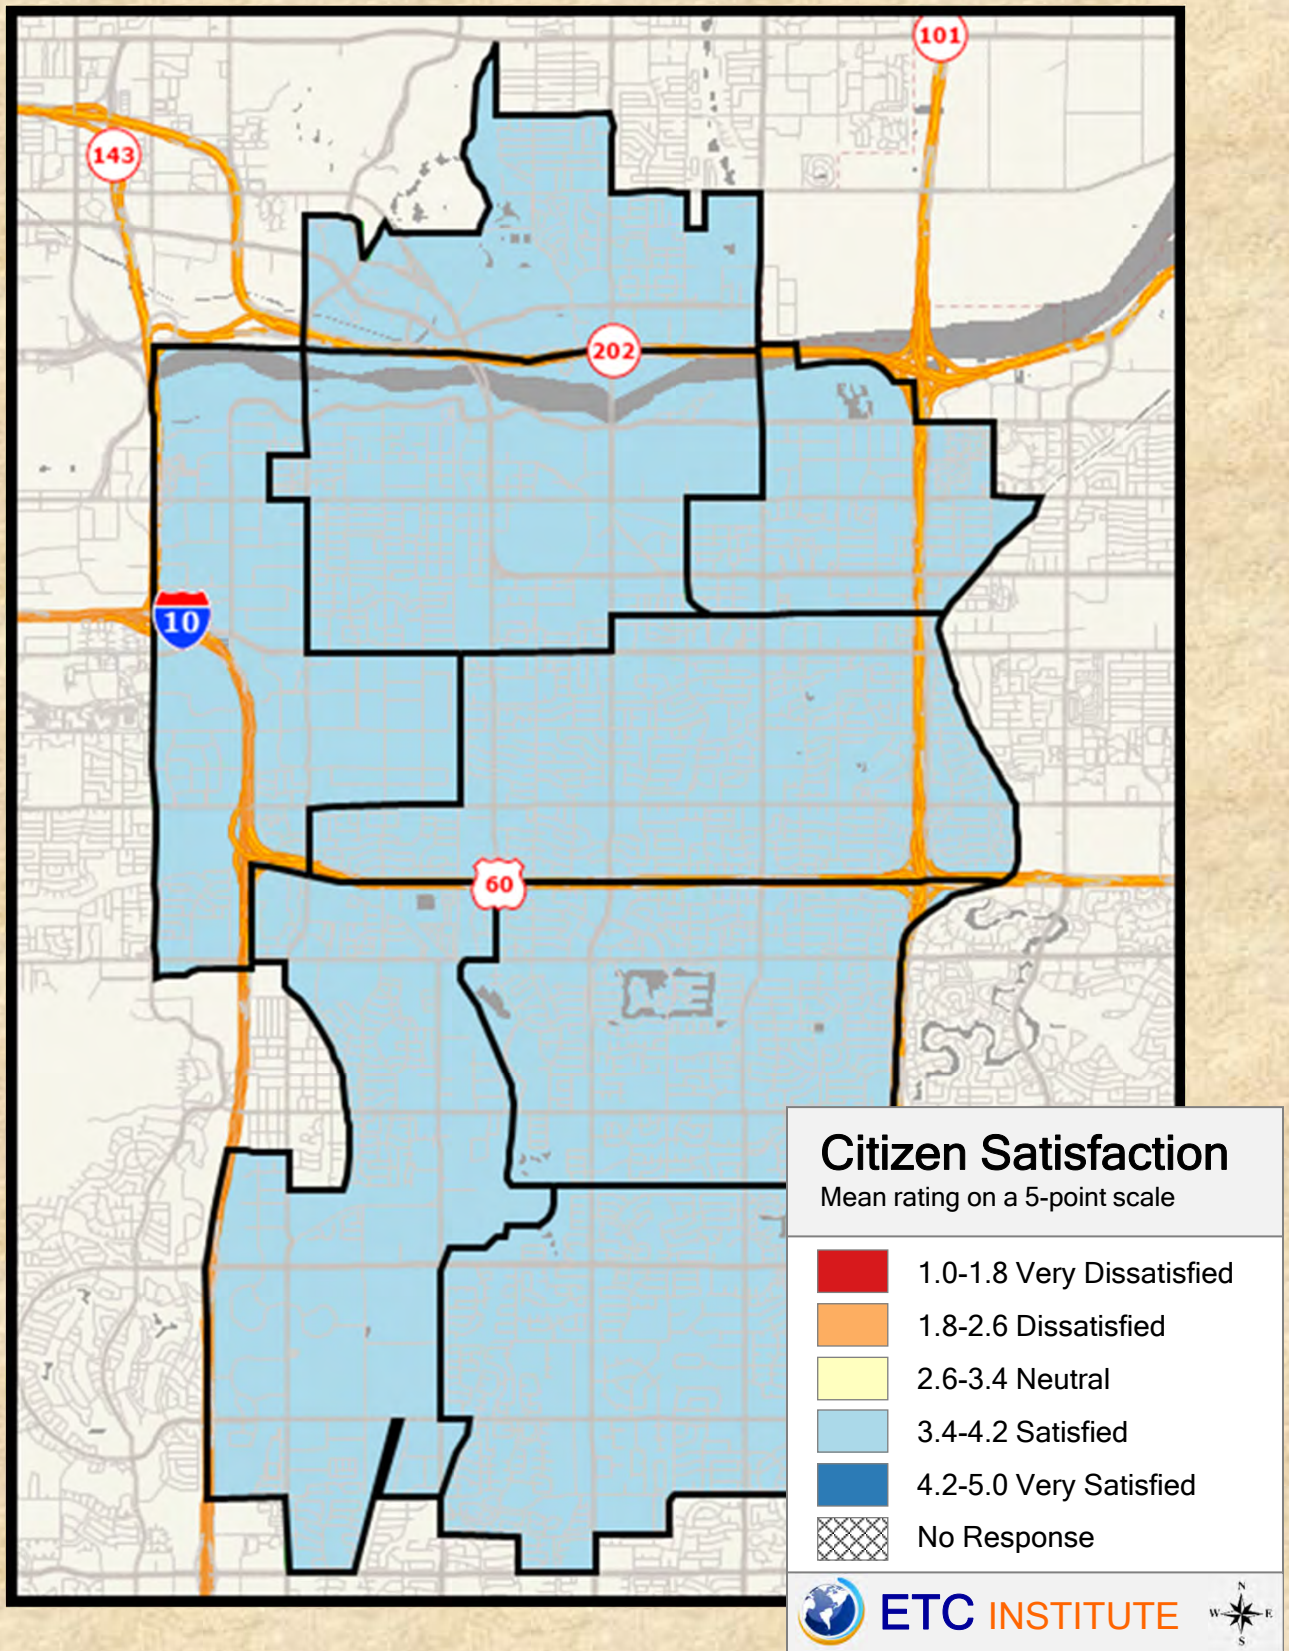 101
143
202
10
60
Citizen Satisfaction
Mean rating on a 5-point scale
1.0-1.8 Very Dissatisfied
1.8-2.6 Dissatisfied
2.6-3.4 Neutral
3.4-4.2 Satisfied
4.2-5.0 Very Satisfied
No Response
ETC INSTITUTE
N
W E
S